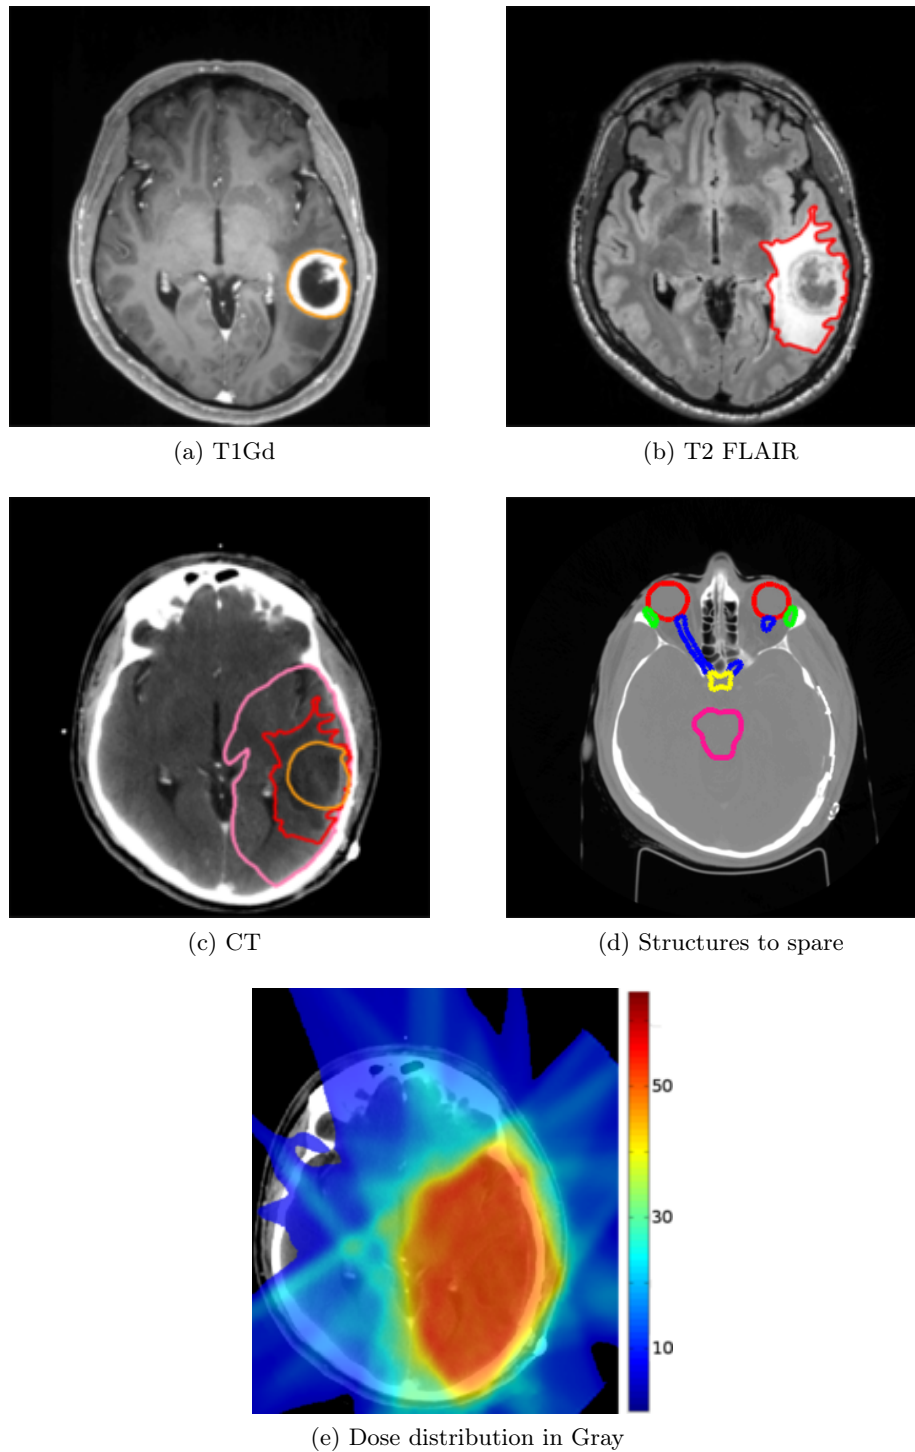 (a) T1Gd
(b) T2 FLAIR
(c) CT
(d) Structures to spare
50
30
10
(e) Dose distribution in Gray